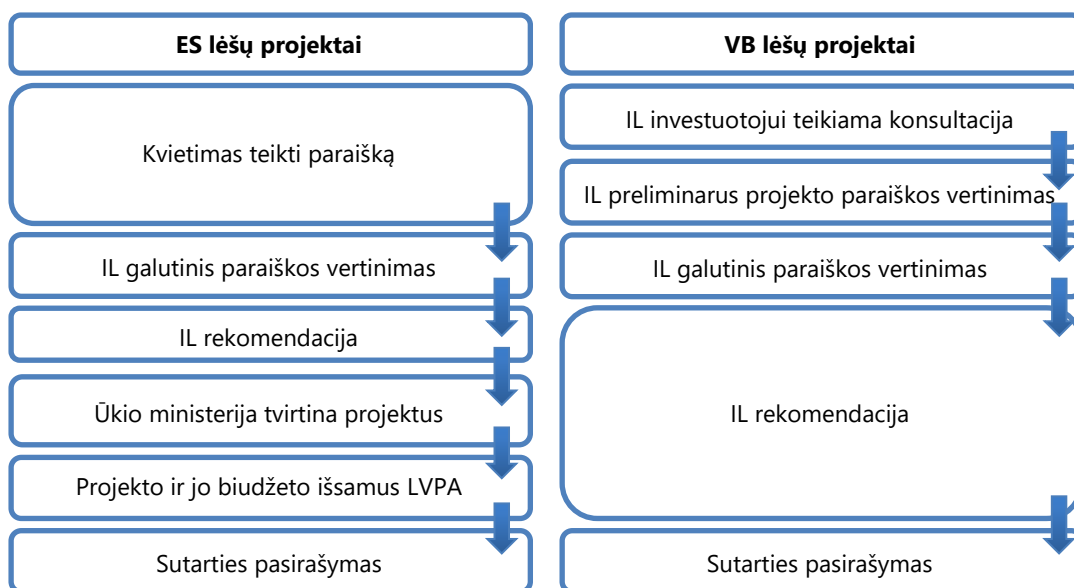 ES lėšų projektai
Kvietimas teikti paraišką
IL galutinis paraiškos vertinimas
IL rekomendacija
Ūkio ministerija tvirtina projektus
Projekto ir jo biudžeto išsamus LVPA
Sutarties pasirašymas
VB lėšų projektai
IL investuotojui teikiama konsultacija
IL preliminarus projekto paraiškos vertinimas
IL galutinis paraiškos vertinimas
IL rekomendacija
Sutarties pasirašymas